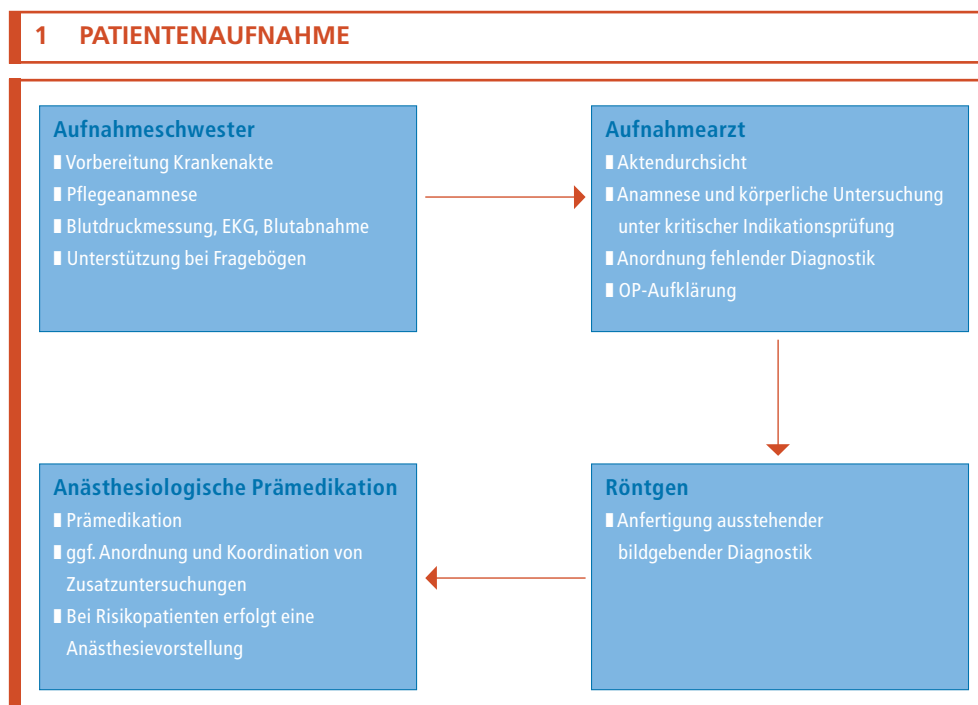 1 PATIENTENAUFNAHME
Aufnahmeschwester
Vorbereitung Krankenakte
Pflegeanamnese
Blutdruckmessung, EKG, Blutabnahme
Unterstützung bei Fragebögen
Aufnahmearzt
Aktendurchsicht
Anamnese und körperliche Untersuchung
unter kritischer Indikationsprüfung
Anordnung fehlender Diagnostik
OP-Aufklärung
Röntgen
Anfertigung ausstehender
bildgebender Diagnostik
Anästhesiologische Prämedikation
Prämedikation
ggf. Anordnung und Koordination von
Zusatzuntersuchungen
Bei Risikopatienten erfolgt eine
Anästhesievorstellung